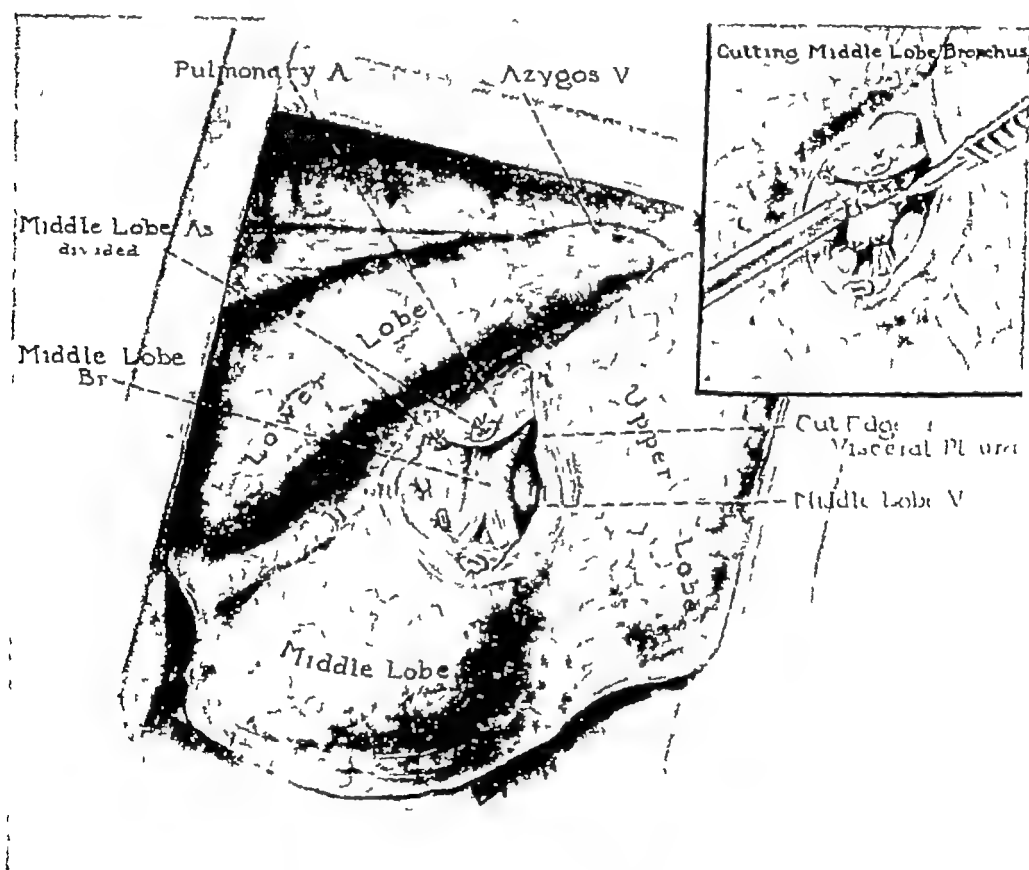 Pulmonary A
Azygos V
Cutting Middle Lobe Bronchus
Middle Lobe As
divided
Middle Lobe
Br
Lower Lobe
Upper Lobe
Cut Edge
Visceral Pleura
Middle Lobe V
Middle Lobe